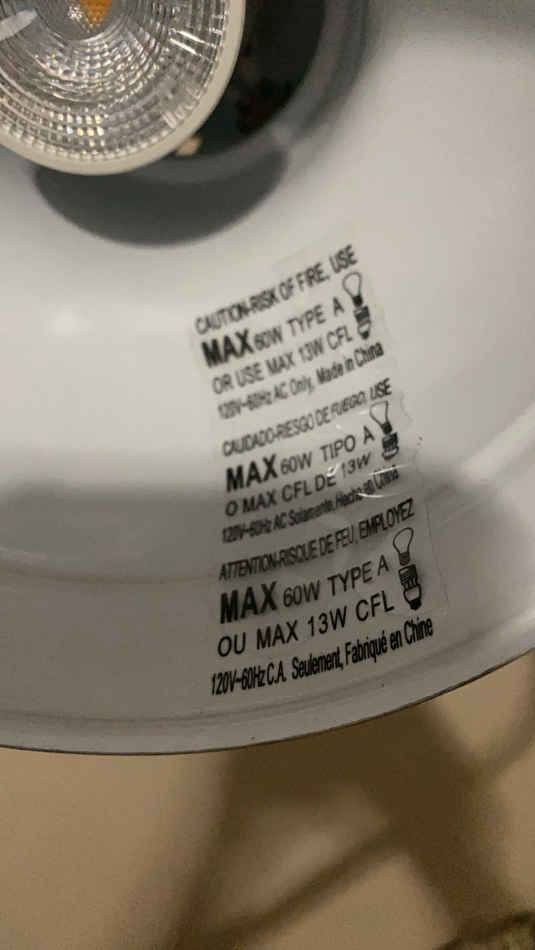 CAUTION-RISK OF FIRE, USE
MAX 60W TYPE A
OR USE MAX 13W CFL
120V~60Hz AC Only, Made in China
CAUIDADO-RIESGO DE FUEGO, USE
MAX 60W TIPO A
O MAX CFL DE 13W
120V~60Hz AC Solamente, Hecho en China
ATTENTION-RISQUE DE FEU, EMPLOYEZ
MAX 60W TYPE A
OU MAX 13W CFL
120V~60Hz C.A. Seulement, Fabriqué en Chine